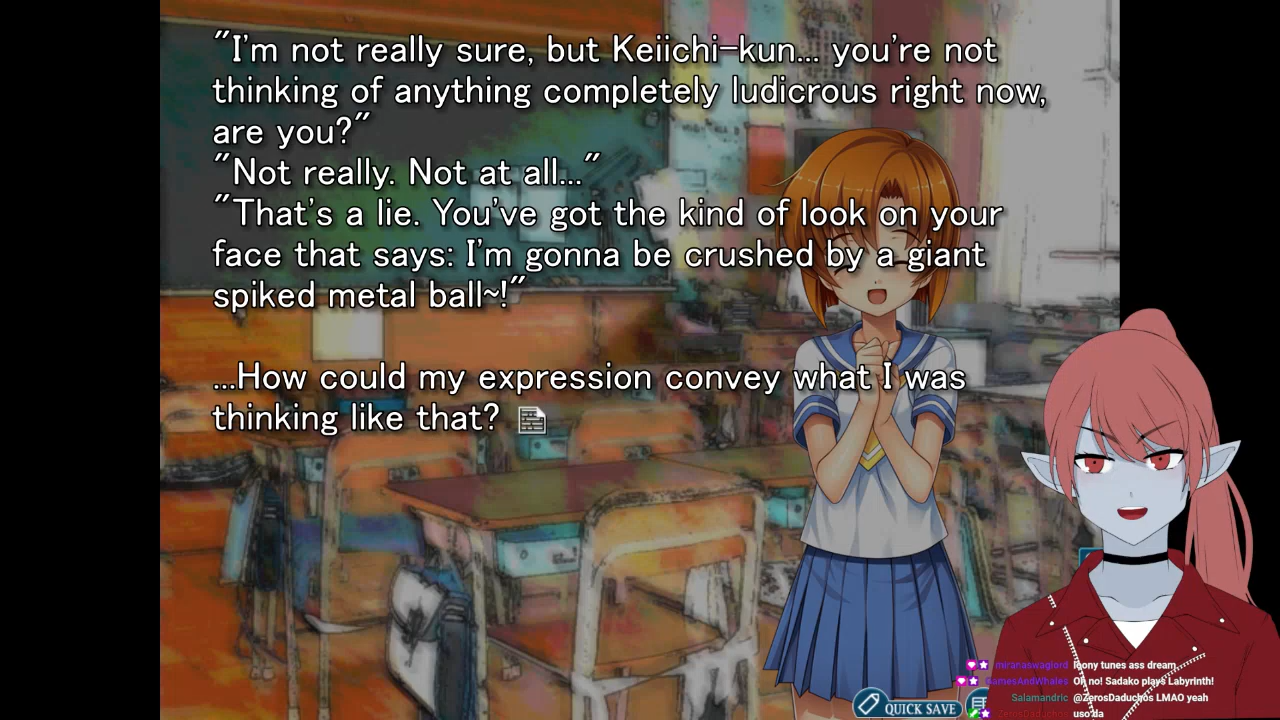 "I'm not really sure, but Keiichi-kun... you're not
thinking of anything completely ludicrous right now,
are you?"
"Not really. Not at all..."
"That's a lie. You've got the kind of look on your
face that says: I'm gonna be crushed by a giant
spiked metal ball~!"
...How could my expression convey what I was
thinking like that?
miranaswaglord loony tunes ass dream
GamesAndWhales Oh no! Sadako plays Labyrinth!
Salamandric @ZerosDaduchos LMAO yeah
ZerosDaduchos uso da
QUICK SAVE